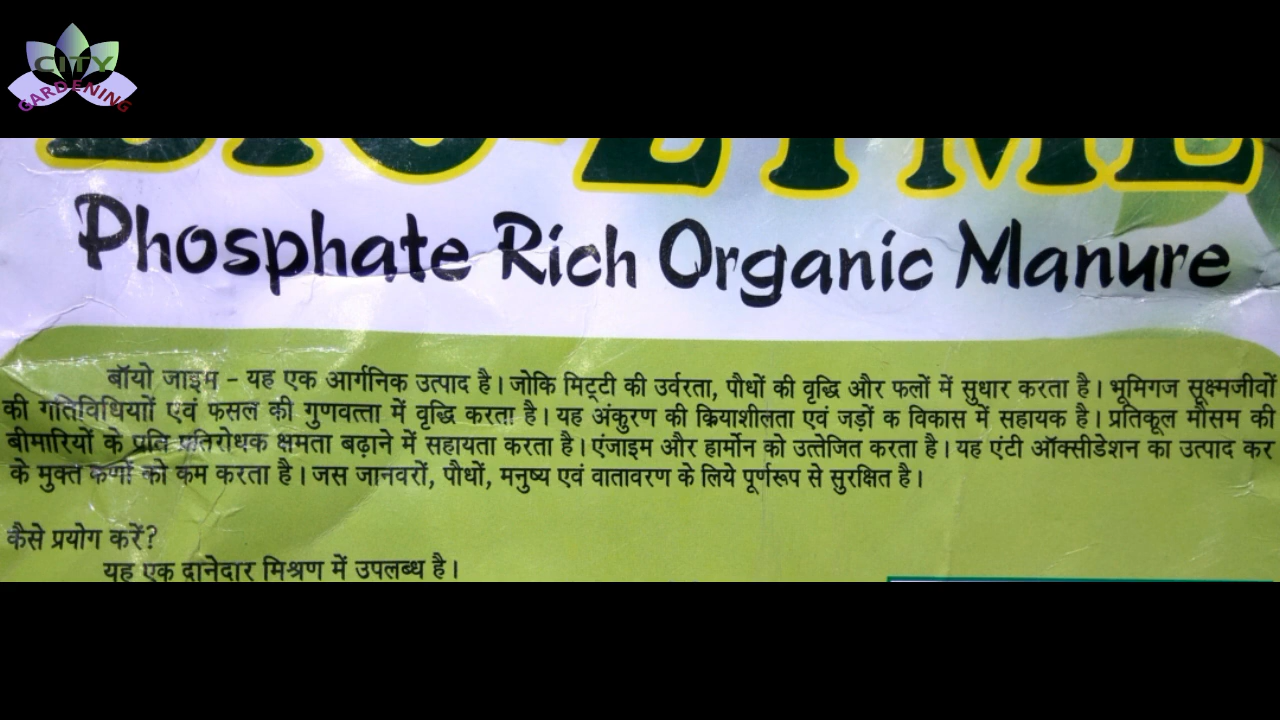 CITY
GARDENING
BIO-ZYME
Phosphate Rich Organic Manure
बॉयो जाइम - यह एक आर्गनिक उत्पाद है। जोकि मिट्टी की उर्वरता, पौधों की वृद्धि और फलों में सुधार करता है। भूमिगज सूक्ष्मजीवों
की गतिविधियाों एवं फसल की गुणवत्ता में वृद्धि करता है। यह अंकुरण की क्रियाशीलता एवं जड़ों क विकास में सहायक है। प्रतिकूल मौसम की
बीमारियों के प्रति प्रतिरोधक क्षमता बढ़ाने में सहायता करता है। एंजाइम और हार्मोन को उत्तेजित करता है। यह एंटी ऑक्सीडेशन का उत्पाद कर
के मुक्त कणों को कम करता है। जस जानवरों, पौधों, मनुष्य एवं वातावरण के लिये पूर्णरूप से सुरक्षित है।
कैसे प्रयोग करें?
यह एक दानेदार मिश्रण में उपलब्ध है।